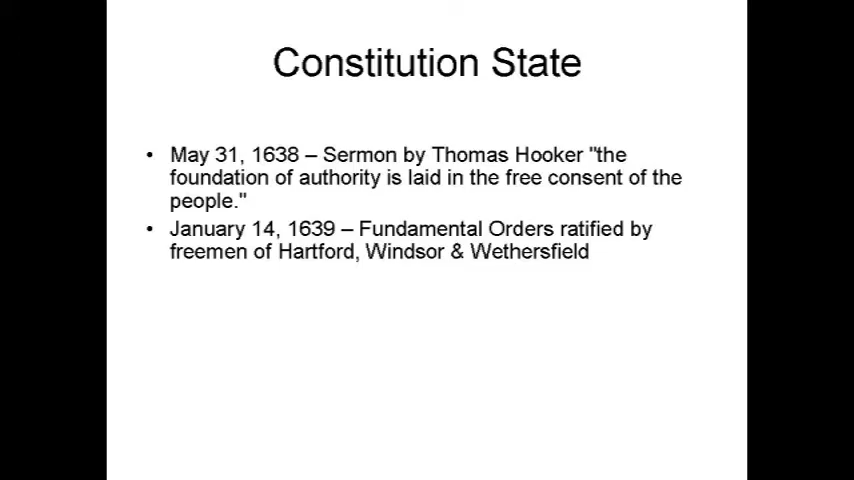 Constitution State
• May 31, 1638 – Sermon by Thomas Hooker "the
foundation of authority is laid in the free consent of the
people."
• January 14, 1639 – Fundamental Orders ratified by
freemen of Hartford, Windsor & Wethersfield